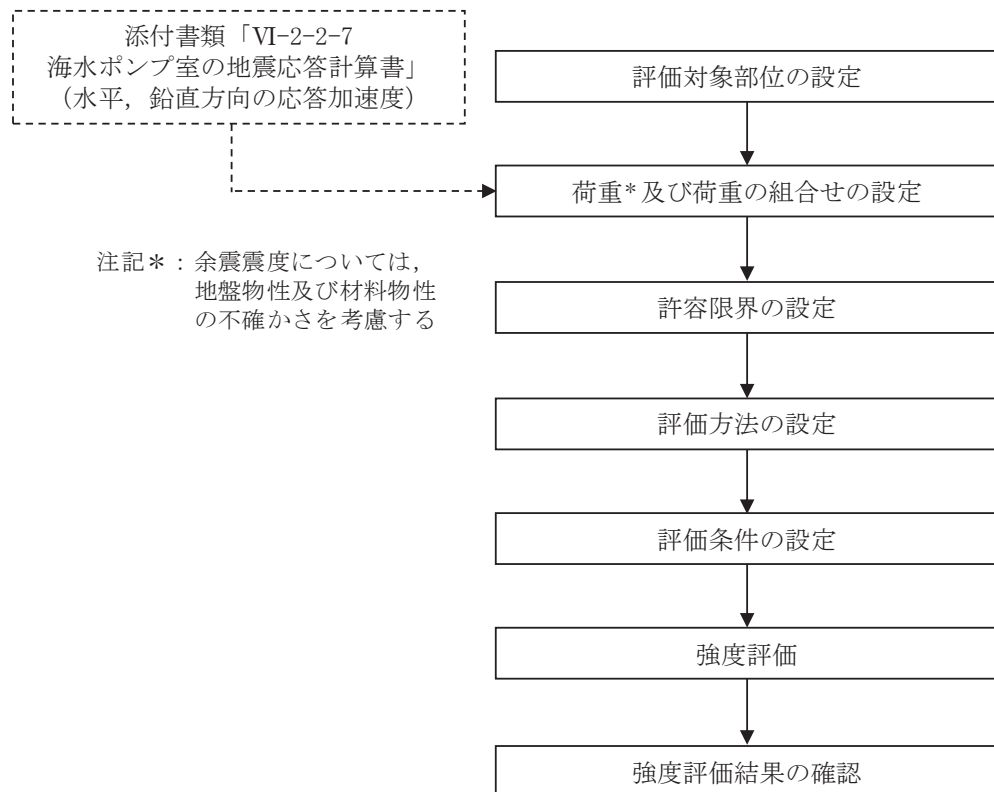 添付書類「Ⅵ-2-2-7
海水ポンプ室の地震応答計算書」
(水平,鉛直方向の応答加速度)
評価対象部位の設定
荷重*及び荷重の組合せの設定
注記*:余震震度については,
地盤物性及び材料物性
の不確かさを考慮する
許容限界の設定
評価方法の設定
評価条件の設定
強度評価
強度評価結果の確認